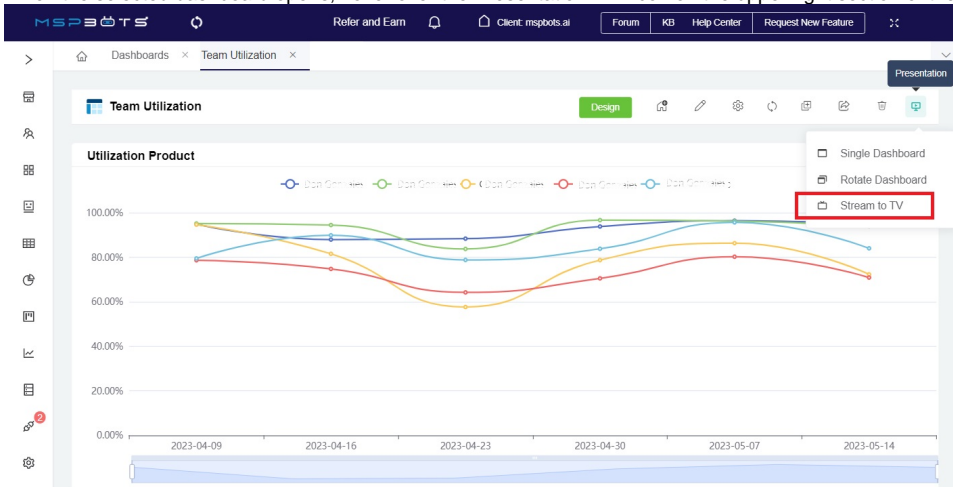 MSPBOTS
Refer and Earn
Client: mspbots.ai
Forum
KB
Help Center
Request New Feature
Dashboards
Team Utilization
Presentation
Team Utilization
Design
Utilization Product
Single Dashboard
Rotate Dashboard
Stream to TV
100.00%
80.00%
60.00%
40.00%
20.00%
0.00%
2023-04-09
2023-04-16
2023-04-23
2023-04-30
2023-05-07
2023-05-14
2